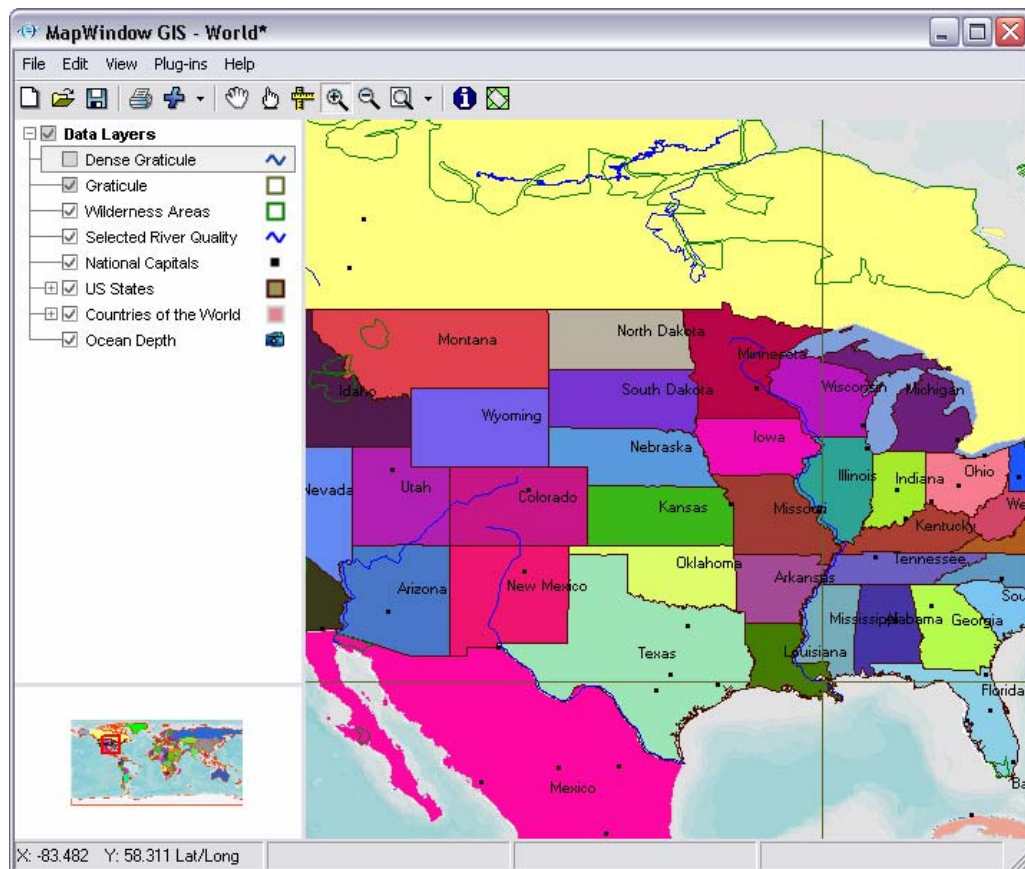 MapWindow GIS - World*
File Edit View Plug-ins Help
Data Layers
Dense Graticule
Graticule
Wilderness Areas
Selected River Quality
National Capitals
US States
Countries of the World
Ocean Depth
Montana
North Dakota
Minnesota
Idaho
South Dakota
Wisconsin
Michigan
Wyoming
Nebraska
Iowa
Nevada
Utah
Colorado
Illinois
Indiana
Ohio
Kansas
Missouri
Kentucky
We
Arizona
New Mexico
Oklahoma
Arkansas
Tennessee
Sou
Texas
Mississippi
Alabama
Georgia
Louisiana
Florida
Ba
Mexico
X: -83.482 Y: 58.311 Lat/Long